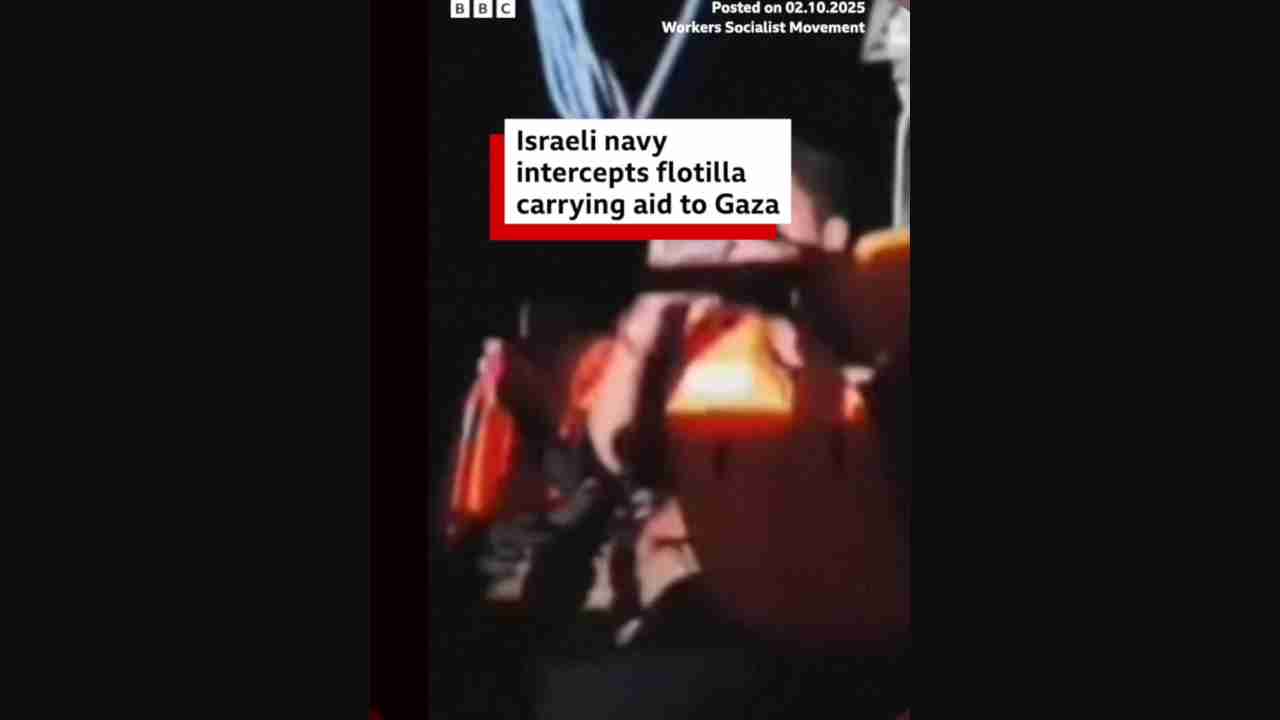 BBC
Posted on 02.10.2025
Workers Socialist Movement
Israeli navy
intercepts flotilla
carrying aid to Gaza